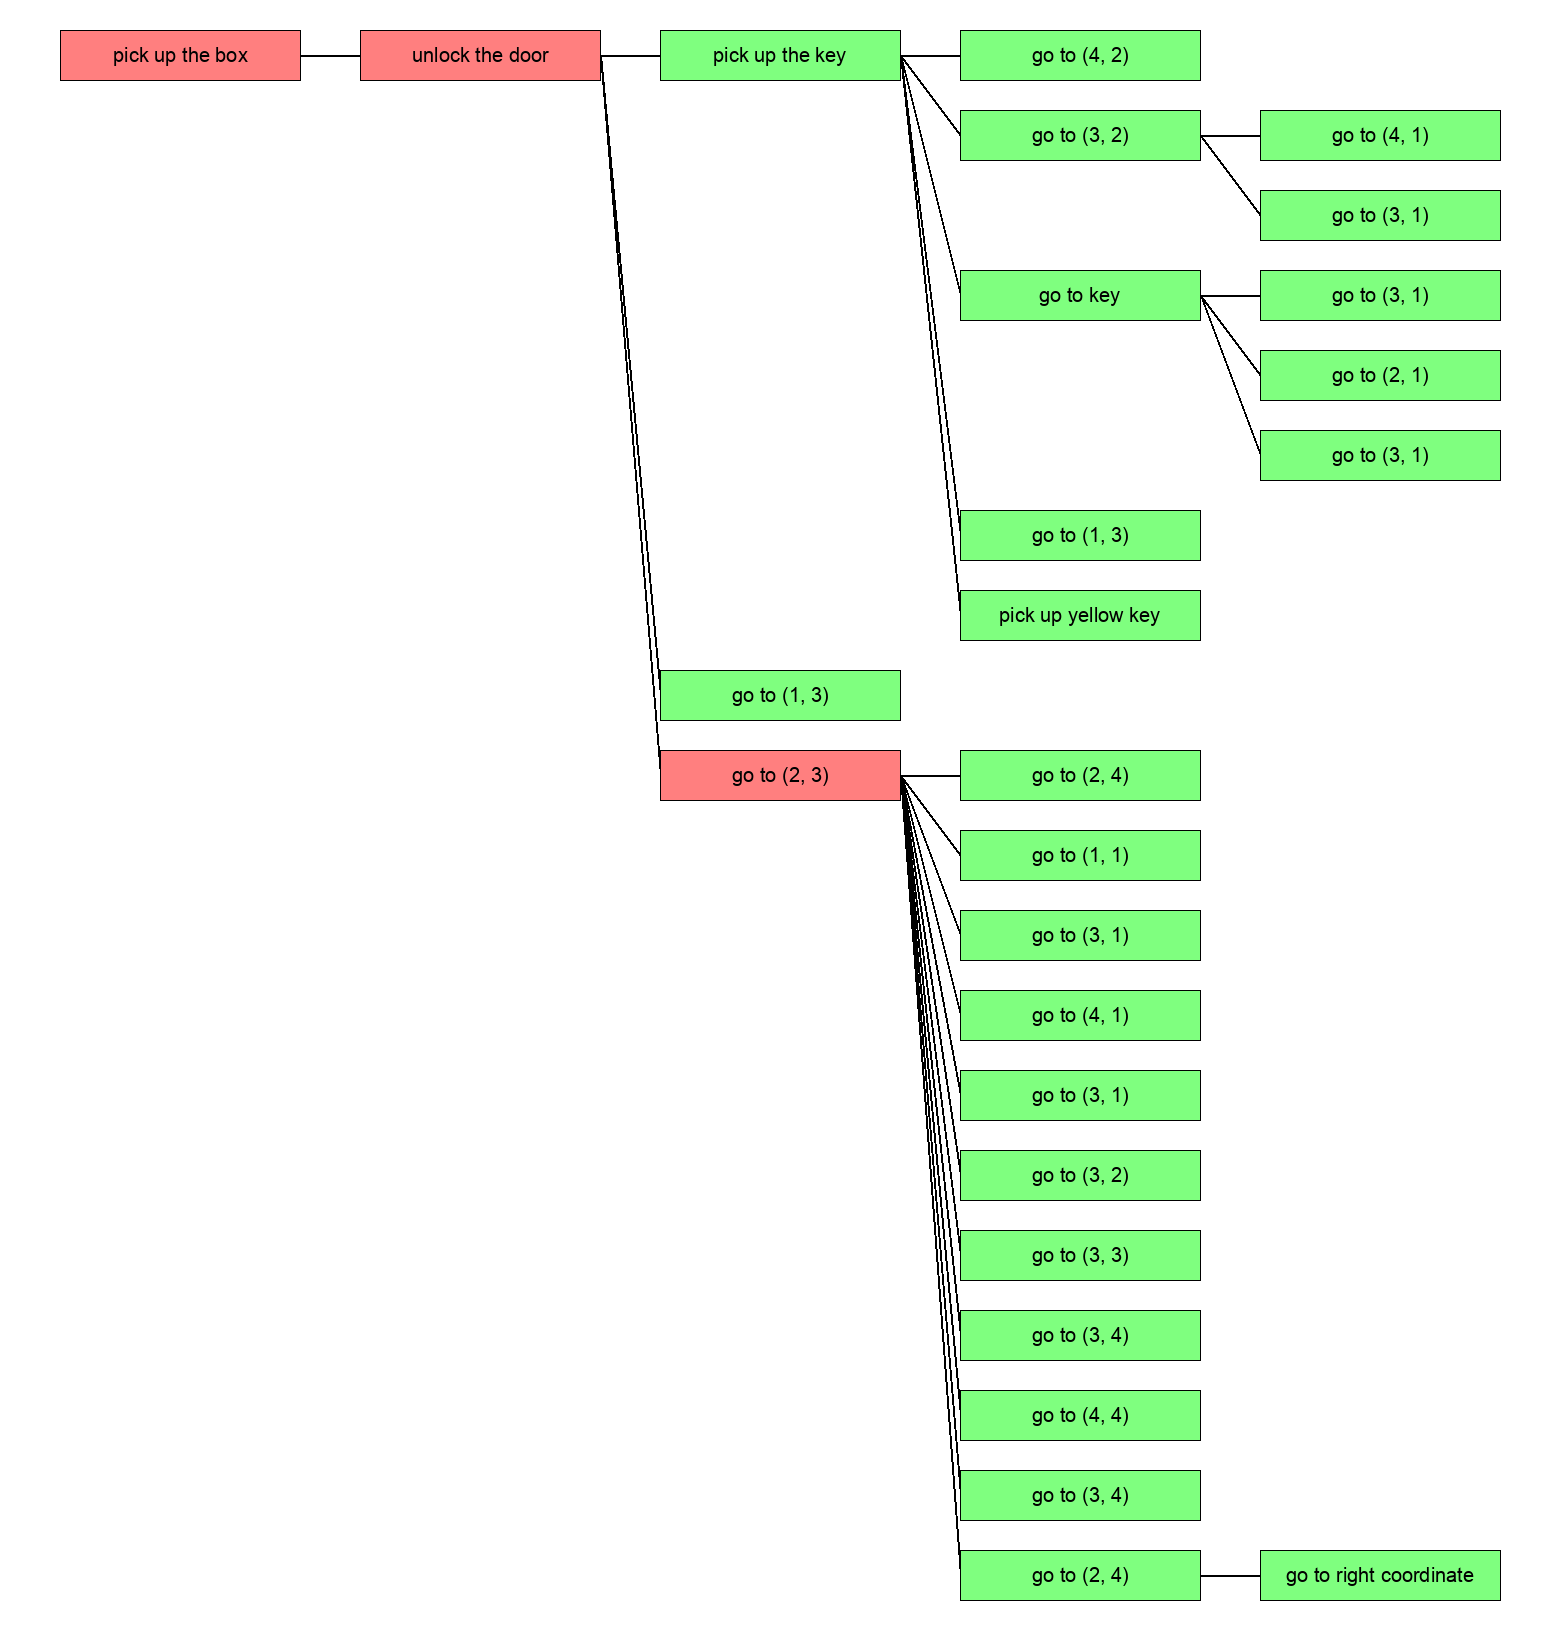 pick up the box
unlock the door
pick up the key
go to (4, 2)
go to (3, 2)
go to (4, 1)
go to (3, 1)
go to key
go to (3, 1)
go to (2, 1)
go to (3, 1)
go to (1, 3)
pick up yellow key
go to (1, 3)
go to (2, 3)
go to (2, 4)
go to (1, 1)
go to (3, 1)
go to (4, 1)
go to (3, 1)
go to (3, 2)
go to (3, 3)
go to (3, 4)
go to (4, 4)
go to (3, 4)
go to (2, 4)
go to right coordinate